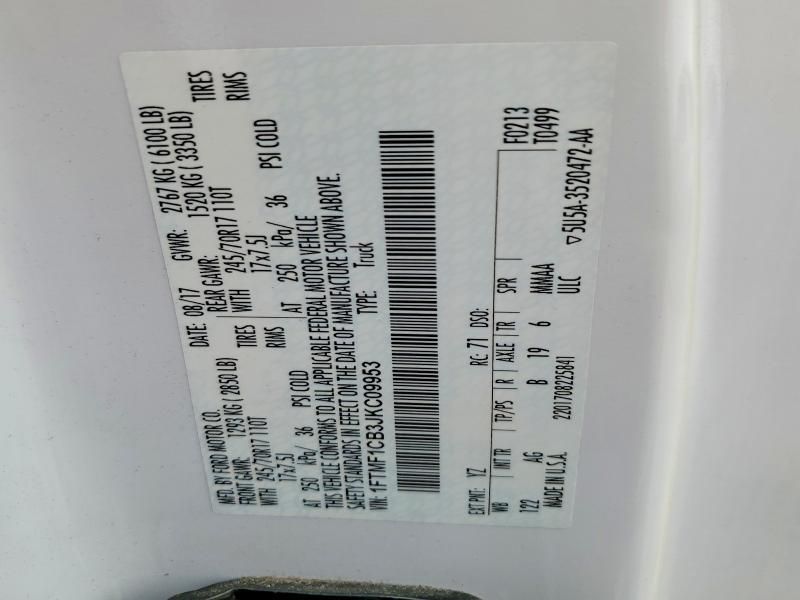 MFD. BY FORD MOTOR CO.
DATE: 08/17 GVWR: 2767 KG ( 6100 LB)
FRONT GAWR: 1293 KG ( 2850 LB) REAR GAWR: 1520 KG ( 3350 LB)
WITH 245/70R17 110T TIRES WITH 245/70R17 110T TIRES
17x7.5J RIMS 17x7.5J RIMS
AT 250 kPa/ 36 PSI COLD AT 250 kPa/ 36 PSI COLD
THIS VEHICLE CONFORMS TO ALL APPLICABLE FEDERAL MOTOR VEHICLE
SAFETY STANDARDS IN EFFECT ON THE DATE OF MANUFACTURE SHOWN ABOVE.
VIN: 1FTMF1CB3JKC09953 TYPE: Truck
EXT PNT: YZ RC: 71 DSO: F0213
WB INT TR TP/PS R AXLE TR SPR T0499
122 AG B 19 6 MMAA
MADE IN U.S.A. 2201708225841 ULC ▽5U5A-3520472-AA